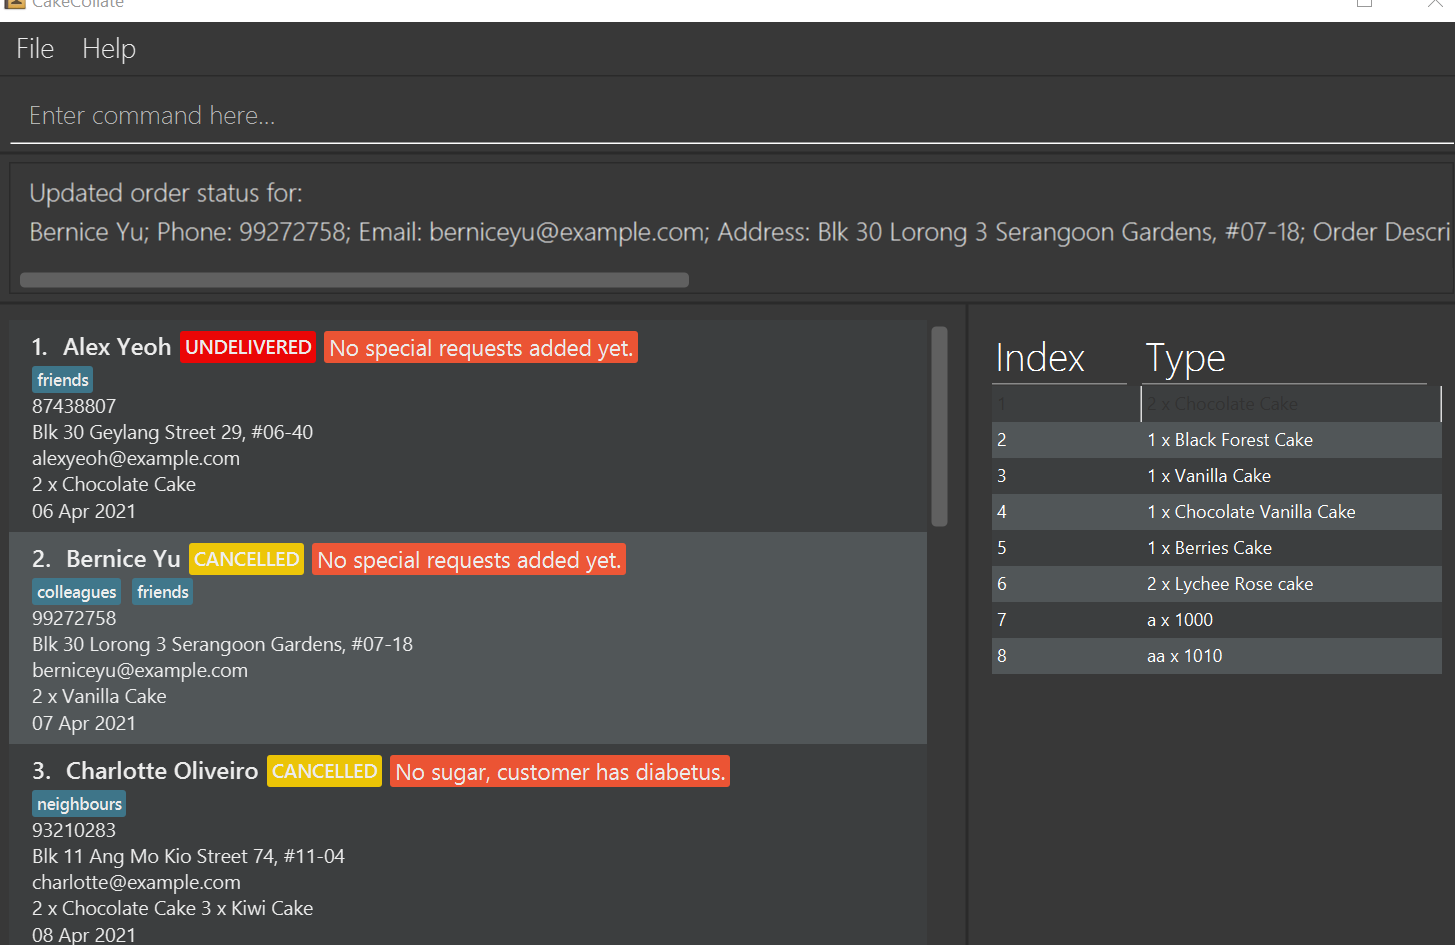 CakeCollate
File Help
Enter command here...
Updated order status for:
Bernice Yu; Phone: 99272758; Email: berniceyu@example.com; Address: Blk 30 Lorong 3 Serangoon Gardens, #07-18; Order Descri
1. Alex Yeoh UNDELIVERED No special requests added yet.
friends
87438807
Blk 30 Geylang Street 29, #06-40
alexyeoh@example.com
2 x Chocolate Cake
06 Apr 2021
2. Bernice Yu CANCELLED No special requests added yet.
colleagues friends
99272758
Blk 30 Lorong 3 Serangoon Gardens, #07-18
berniceyu@example.com
2 x Vanilla Cake
07 Apr 2021
3. Charlotte Oliveiro CANCELLED No sugar, customer has diabetus.
neighbours
93210283
Blk 11 Ang Mo Kio Street 74, #11-04
charlotte@example.com
2 x Chocolate Cake 3 x Kiwi Cake
08 Apr 2021
Index Type
1 2 x Chocolate Cake
2 1 x Black Forest Cake
3 1 x Vanilla Cake
4 1 x Chocolate Vanilla Cake
5 1 x Berries Cake
6 2 x Lychee Rose cake
7 a x 1000
8 aa x 1010